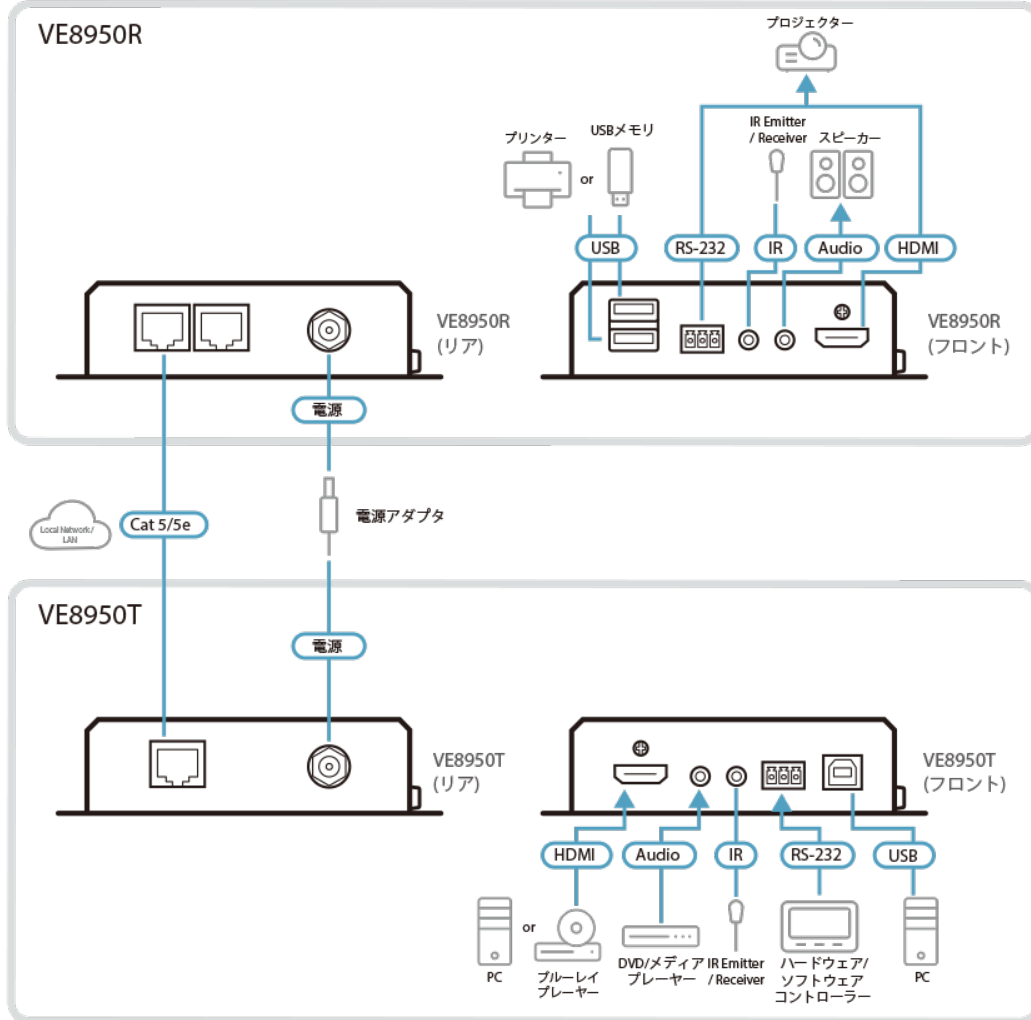 VE8950R
プロジェクター
IR Emitter
/ Receiver
スピーカー
USBメモリ
プリンター
or
USB
RS-232
IR
Audio
HDMI
VE8950R
(リア)
VE8950R
(フロント)
電源
Local Network/
LAN
Cat 5/5e
電源アダプタ
VE8950T
電源
VE8950T
(リア)
VE8950T
(フロント)
HDMI
Audio
IR
RS-232
USB
or
PC
ブルーレイ
プレーヤー
DVD/メディア
プレーヤー
IR Emitter
/ Receiver
ハードウェア/
ソフトウェア
コントローラー
PC